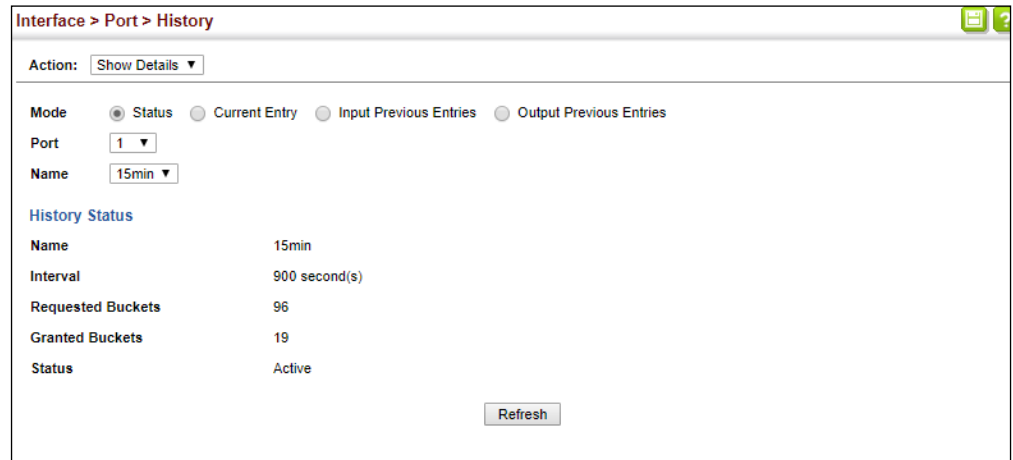 Interface > Port > History
?
Action: Show Details
Mode Status Current Entry Input Previous Entries Output Previous Entries
Port 1
Name 15min
History Status
Name 15min
Interval 900 second(s)
Requested Buckets 96
Granted Buckets 19
Status Active
Refresh